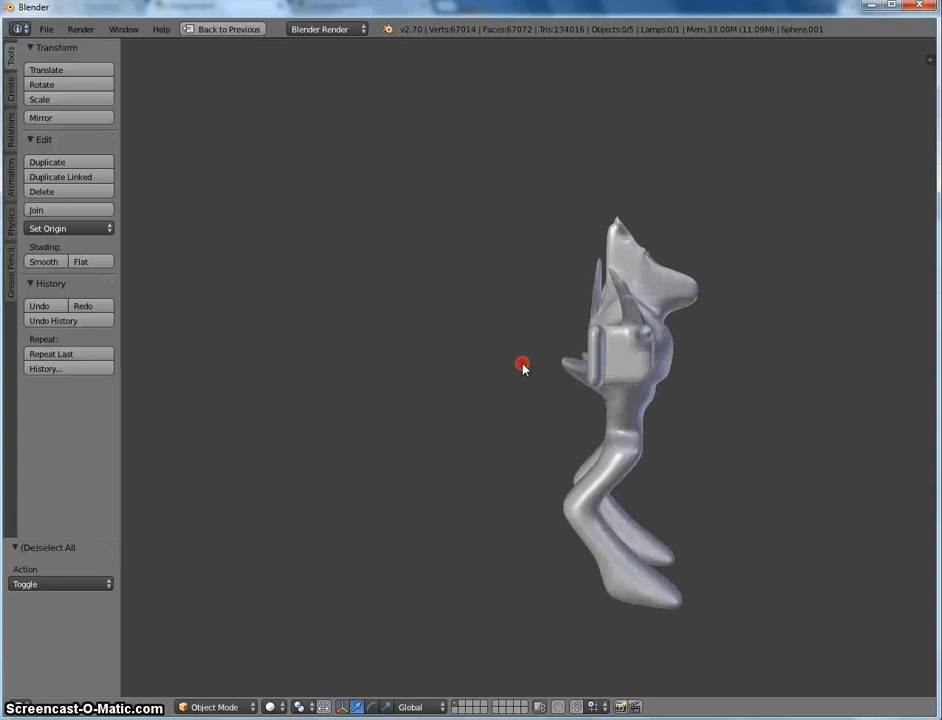 Blender
File Render Window Help Back to Previous Blender Render v2.70 | Verts:67014 | Faces:67072 | Tris:134016 | Objects:0/5 | Lamps:0/1 | Mem:33.00M (11.09M) | Sphere.001
Tools
Create
Relations
Animation
Physics
Grease Pencil
Transform
Translate
Rotate
Scale
Mirror
Edit
Duplicate
Duplicate Linked
Delete
Join
Set Origin
Shading:
Smooth Flat
History
Undo Redo
Undo History
Repeat:
Repeat Last
History...
(De)select All
Action
Toggle
Object Mode Global
Screencast-O-Matic.com